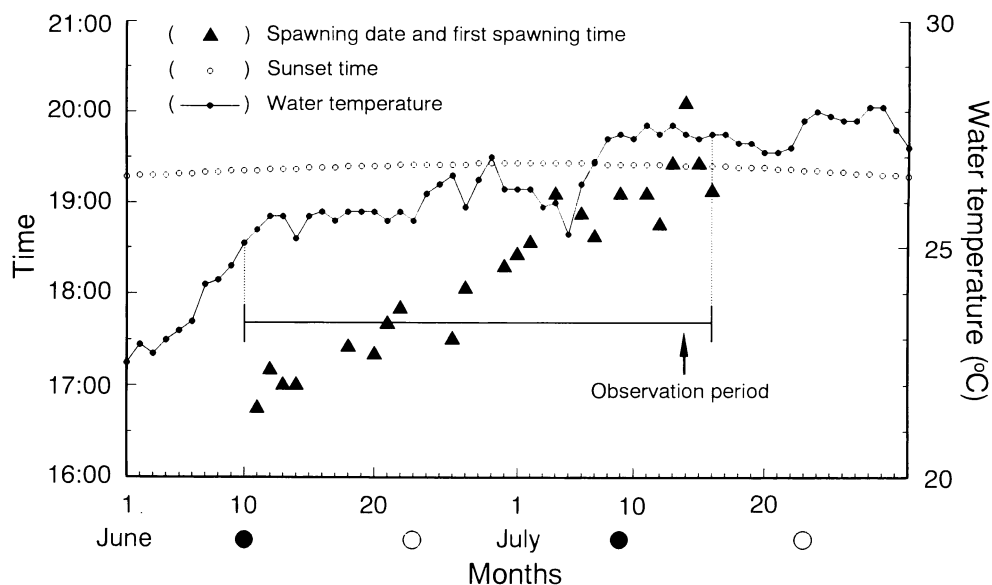 21:00
20:00
19:00
18:00
17:00
16:00
Time
( ▲ ) Spawning date and first spawning time
( ○ ) Sunset time
( —●— ) Water temperature
30
25
20
Water temperature (ºC)
Observation period
1 10 20 1 10 20
June ● ○ July ● ○
Months